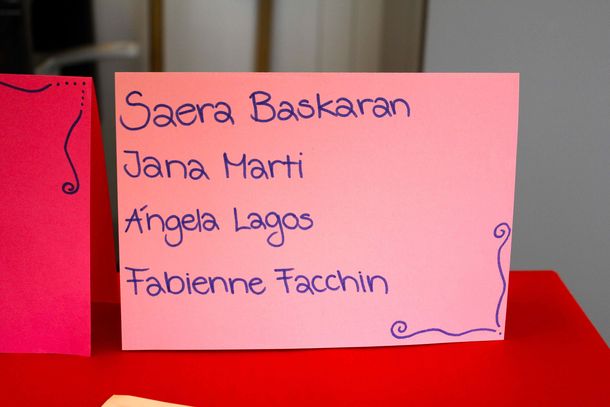 Saera Baskaran
Jana Marti
Ángela Lagos
Fabienne Facchin